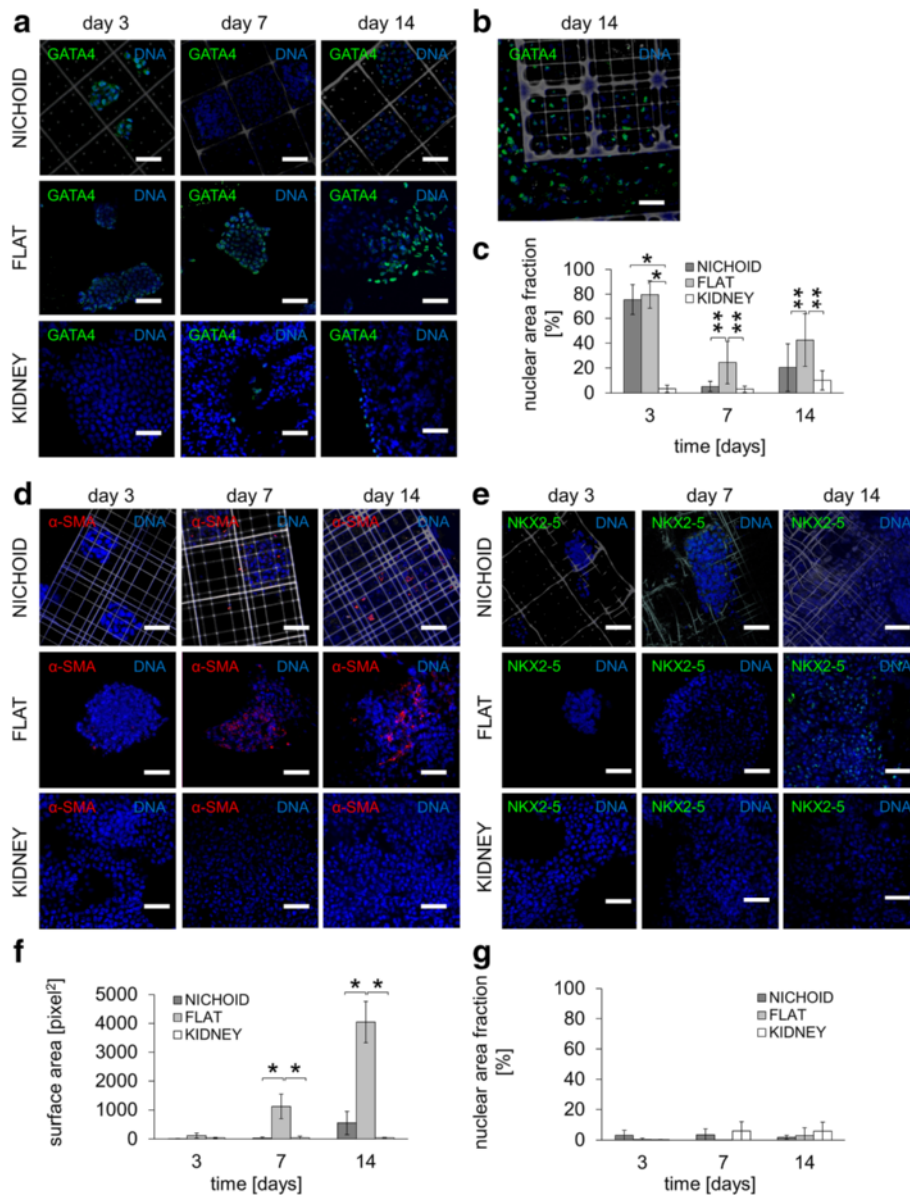 a
day 3 day 7 day 14
NICHOID
GATA4 DNA GATA4 DNA GATA4 DNA
FLAT
GATA4 DNA GATA4 DNA GATA4 DNA
KIDNEY
GATA4 DNA GATA4 DNA GATA4 DNA
b
day 14
GATA4 DNA
c
nuclear area fraction
[%]
100
80
60
40
20
0
NICHOID
FLAT
KIDNEY
* * ** ** ** **
3 7 14
time [days]
d
day 3 day 7 day 14
NICHOID
α-SMA DNA α-SMA DNA α-SMA DNA
FLAT
α-SMA DNA α-SMA DNA α-SMA DNA
KIDNEY
α-SMA DNA α-SMA DNA α-SMA DNA
e
day 3 day 7 day 14
NICHOID
NKX2-5 DNA NKX2-5 DNA NKX2-5 DNA
FLAT
NKX2-5 DNA NKX2-5 DNA NKX2-5 DNA
KIDNEY
NKX2-5 DNA NKX2-5 DNA NKX2-5 DNA
f
surface area [pixel²]
5000
4000
3000
2000
1000
0
NICHOID
FLAT
KIDNEY
* * * *
3 7 14
time [days]
g
nuclear area fraction
[%]
100
80
60
40
20
0
NICHOID
FLAT
KIDNEY
3 7 14
time [days]